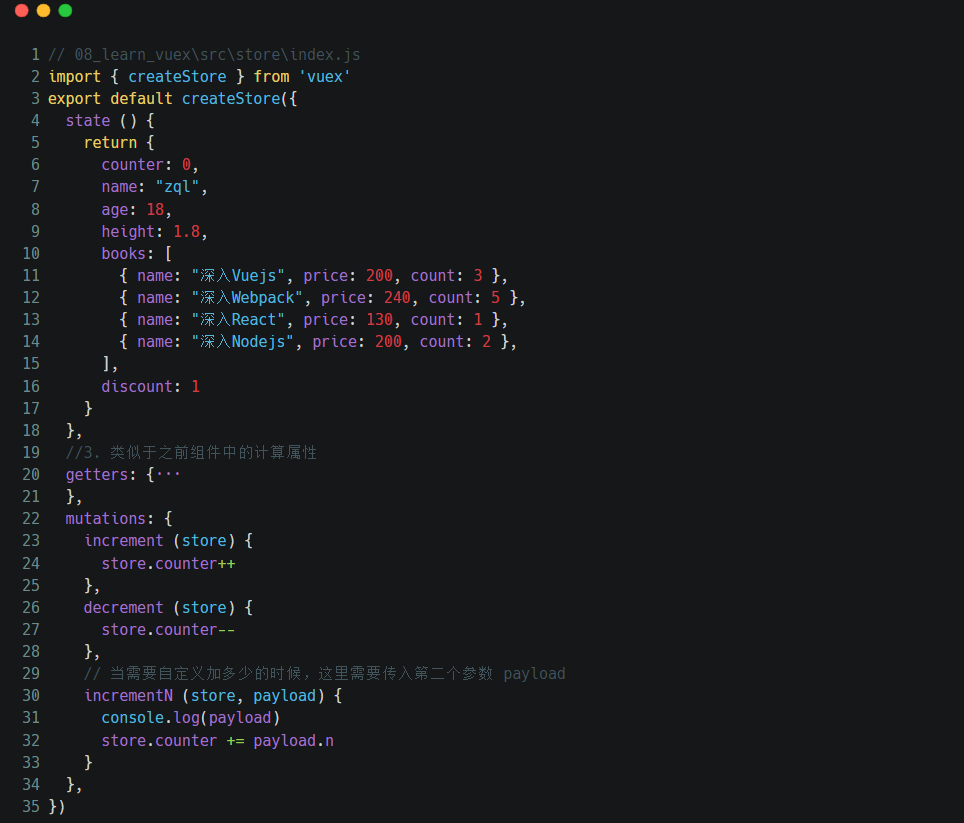 1 // 08_learn_vuex\src\store\index.js
2 import { createStore } from 'vuex'
3 export default createStore({
4   state () {
5     return {
6       counter: 0,
7       name: "zql",
8       age: 18,
9       height: 1.8,
10       books: [
11         { name: "深入Vuejs", price: 200, count: 3 },
12         { name: "深入Webpack", price: 240, count: 5 },
13         { name: "深入React", price: 130, count: 1 },
14         { name: "深入Nodejs", price: 200, count: 2 },
15       ],
16       discount: 1
17     }
18   },
19   //3. 类似于之前组件中的计算属性
20   getters: {···
21   },
22   mutations: {
23     increment (store) {
24       store.counter++
25     },
26     decrement (store) {
27       store.counter--
28     },
29     // 当需要自定义加多少的时候，这里需要传入第二个参数 payload
30     incrementN (store, payload) {
31       console.log(payload)
32       store.counter += payload.n
33     }
34   },
35 })